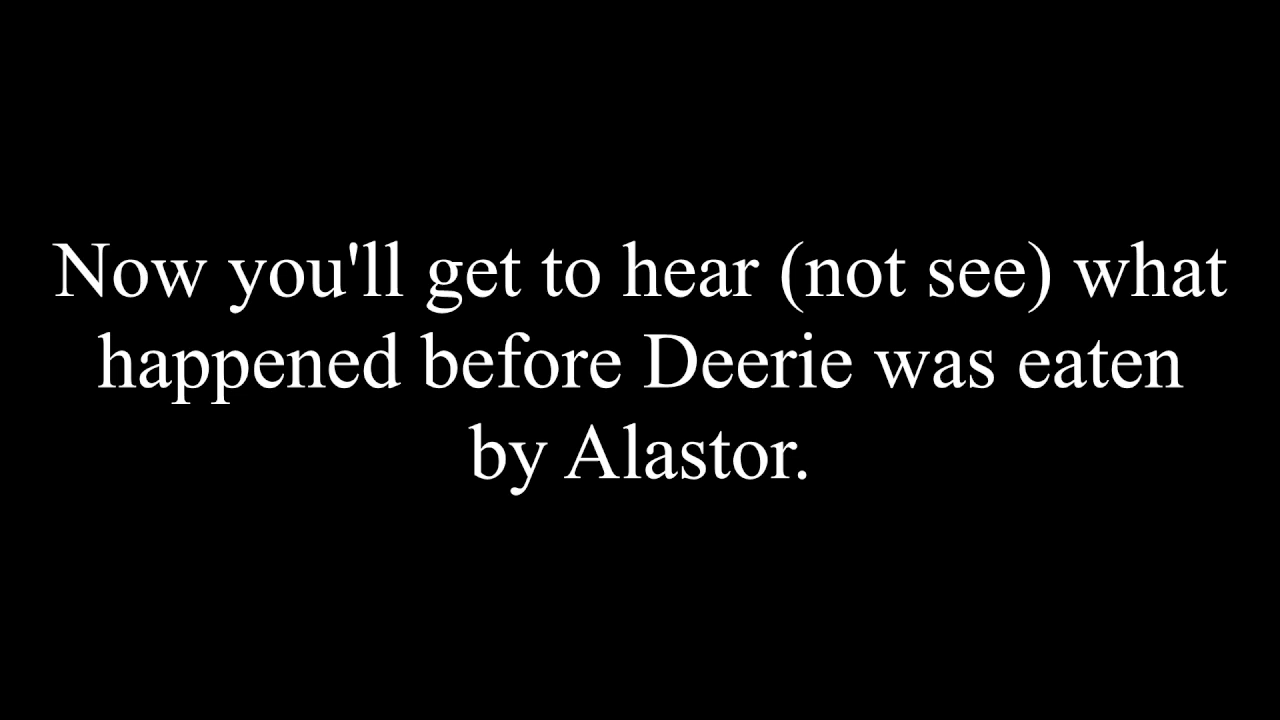 Now you'll get to hear (not see) what
happened before Deerie was eaten
by Alastor.